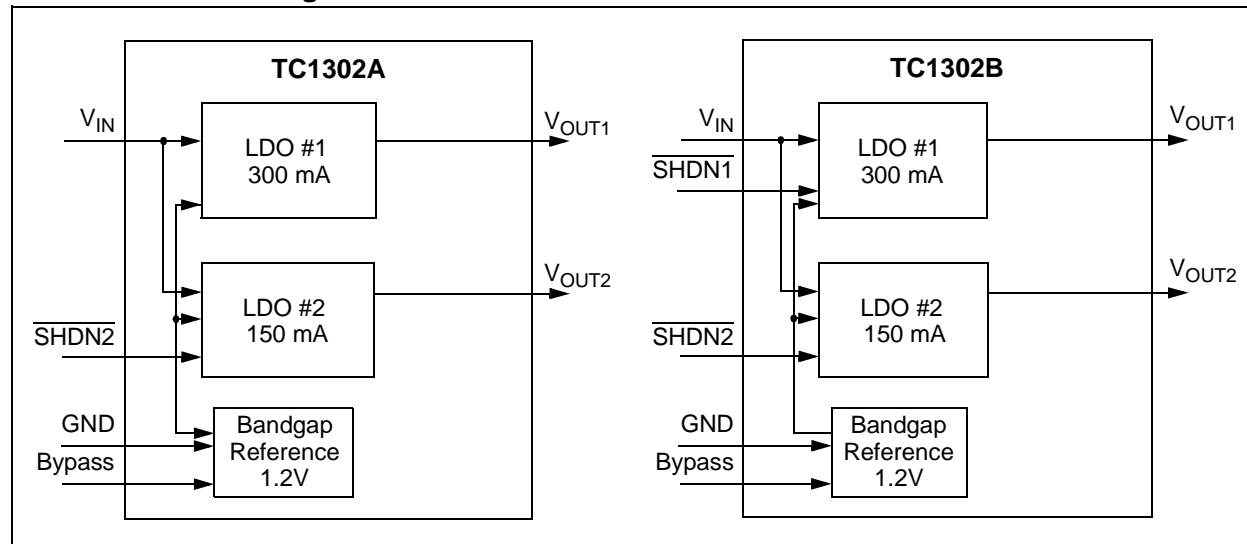 TC1302A
V_IN
LDO #1
300 mA
V_OUT1
LDO #2
150 mA
V_OUT2
SHDN2
GND
Bypass
Bandgap
Reference
1.2V
TC1302B
V_IN
SHDN1
LDO #1
300 mA
V_OUT1
LDO #2
150 mA
V_OUT2
SHDN2
GND
Bypass
Bandgap
Reference
1.2V